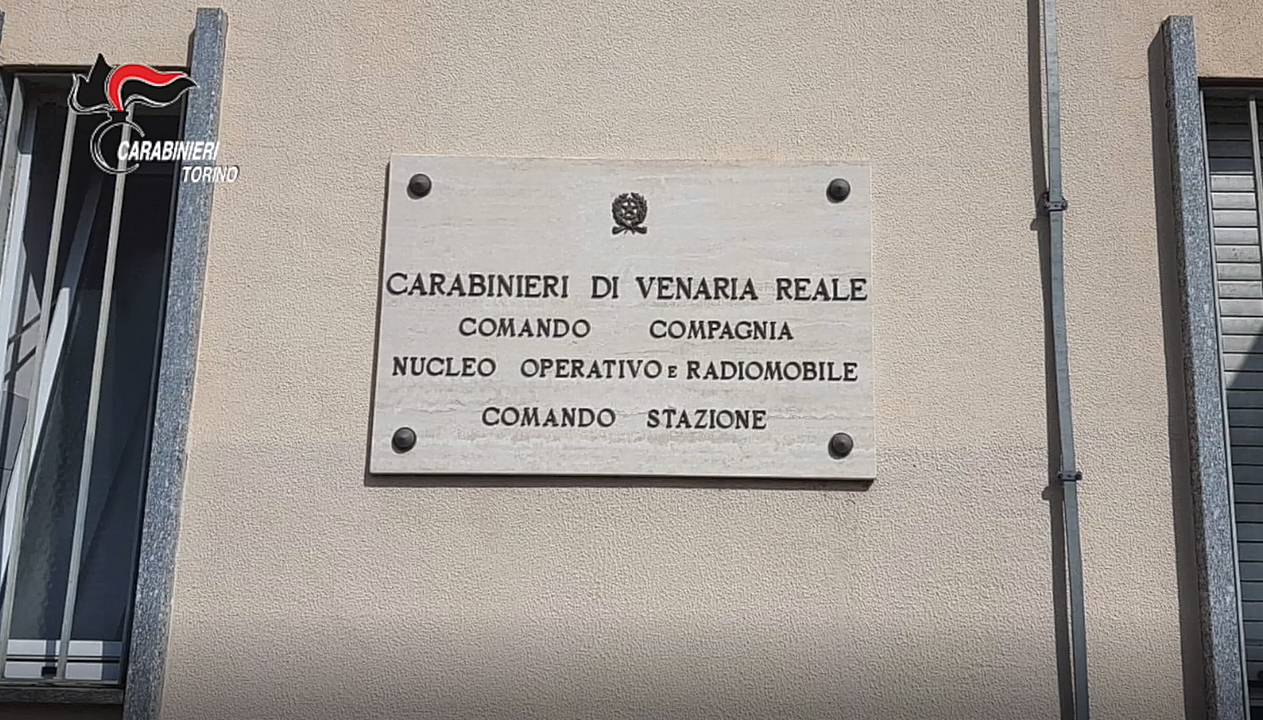 CARABINIERI
TORINO
CARABINIERI DI VENARIA REALE
COMANDO COMPAGNIA
NUCLEO OPERATIVO E RADIOMOBILE
COMANDO STAZIONE